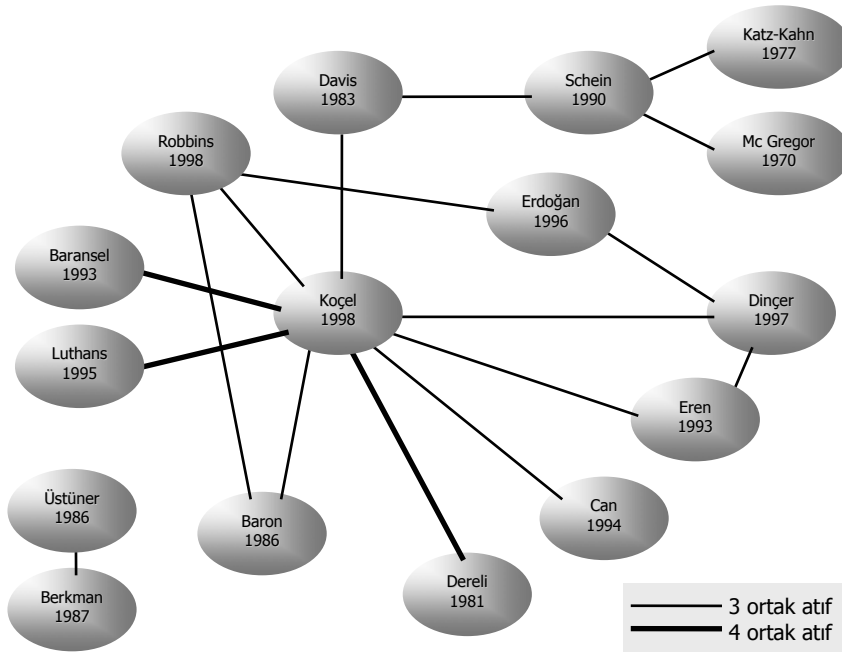 Katz-Kahn
1977
Davis
1983
Schein
1990
Robbins
1998
Mc Gregor
1970
Erdoğan
1996
Baransel
1993
Koçel
1998
Dinçer
1997
Luthans
1995
Eren
1993
Üstüner
1986
Baron
1986
Can
1994
Berkman
1987
Dereli
1981
3 ortak atıf
4 ortak atıf